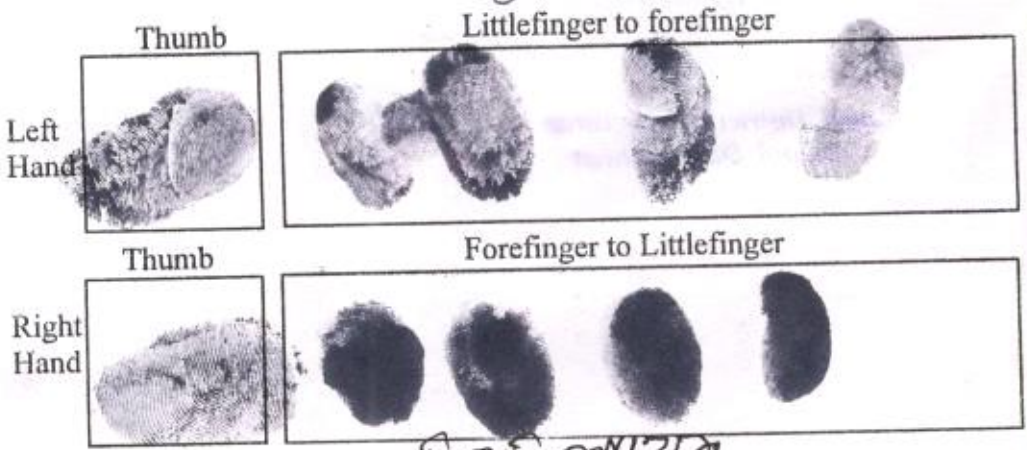 Thumb Littlefinger to forefinger
Left
Hand
Thumb Forefinger to Littlefinger
Right
Hand